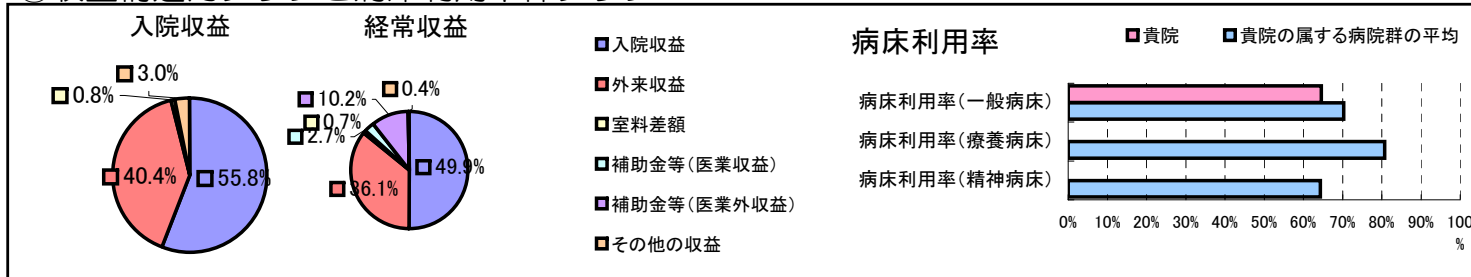 入院収益
経常収益
3.0%
0.8%
40.4%
55.8%
0.4%
10.2%
0.7%
2.7%
36.1%
49.9%
入院収益
外来収益
室料差額
補助金等(医業収益)
補助金等(医業外収益)
その他の収益
病床利用率
貴院
貴院の属する病院群の平均
病床利用率(一般病床)
病床利用率(療養病床)
病床利用率(精神病床)
0% 10% 20% 30% 40% 50% 60% 70% 80% 90% 100
%